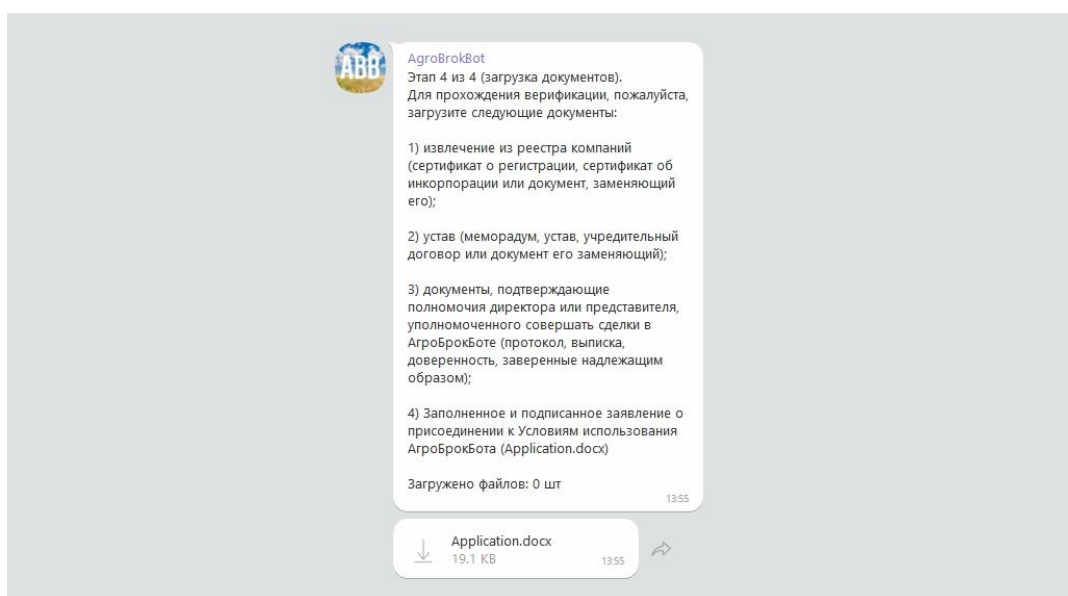 ABB
AgroBrokBot
Этап 4 из 4 (загрузка документов).
Для прохождения верификации, пожалуйста,
загрузите следующие документы:
1) извлечение из реестра компаний
(сертификат о регистрации, сертификат об
инкорпорации или документ, заменяющий
его);
2) устав (меморадум, устав, учредительный
договор или документ его заменяющий);
3) документы, подтверждающие
полномочия директора или представителя,
уполномоченного совершать сделки в
АгроБрокБоте (протокол, выписка,
доверенность, заверенные надлежащим
образом);
4) Заполненное и подписанное заявление о
присоединении к Условиям использования
АгроБрокБота (Application.docx)
Загружено файлов: 0 шт
13:55
Application.docx
19.1 KB
13:55